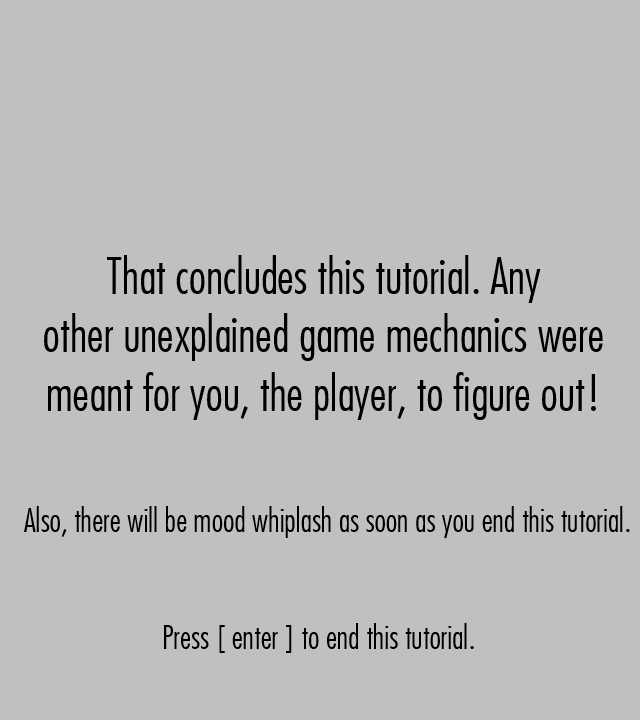 That concludes this tutorial. Any
other unexplained game mechanics were
meant for you, the player, to figure out!
Also, there will be mood whiplash as soon as you end this tutorial.
Press [ enter ] to end this tutorial.